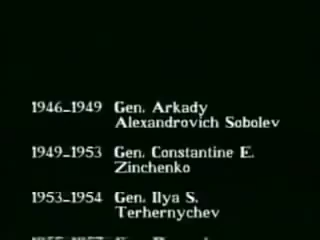 1946-1949 Gen. Arkady
Alexandrovich Sobolev
1949-1953 Gen. Constantine E.
Zinchenko
1953-1954 Gen. Ilya S.
Terhernychev